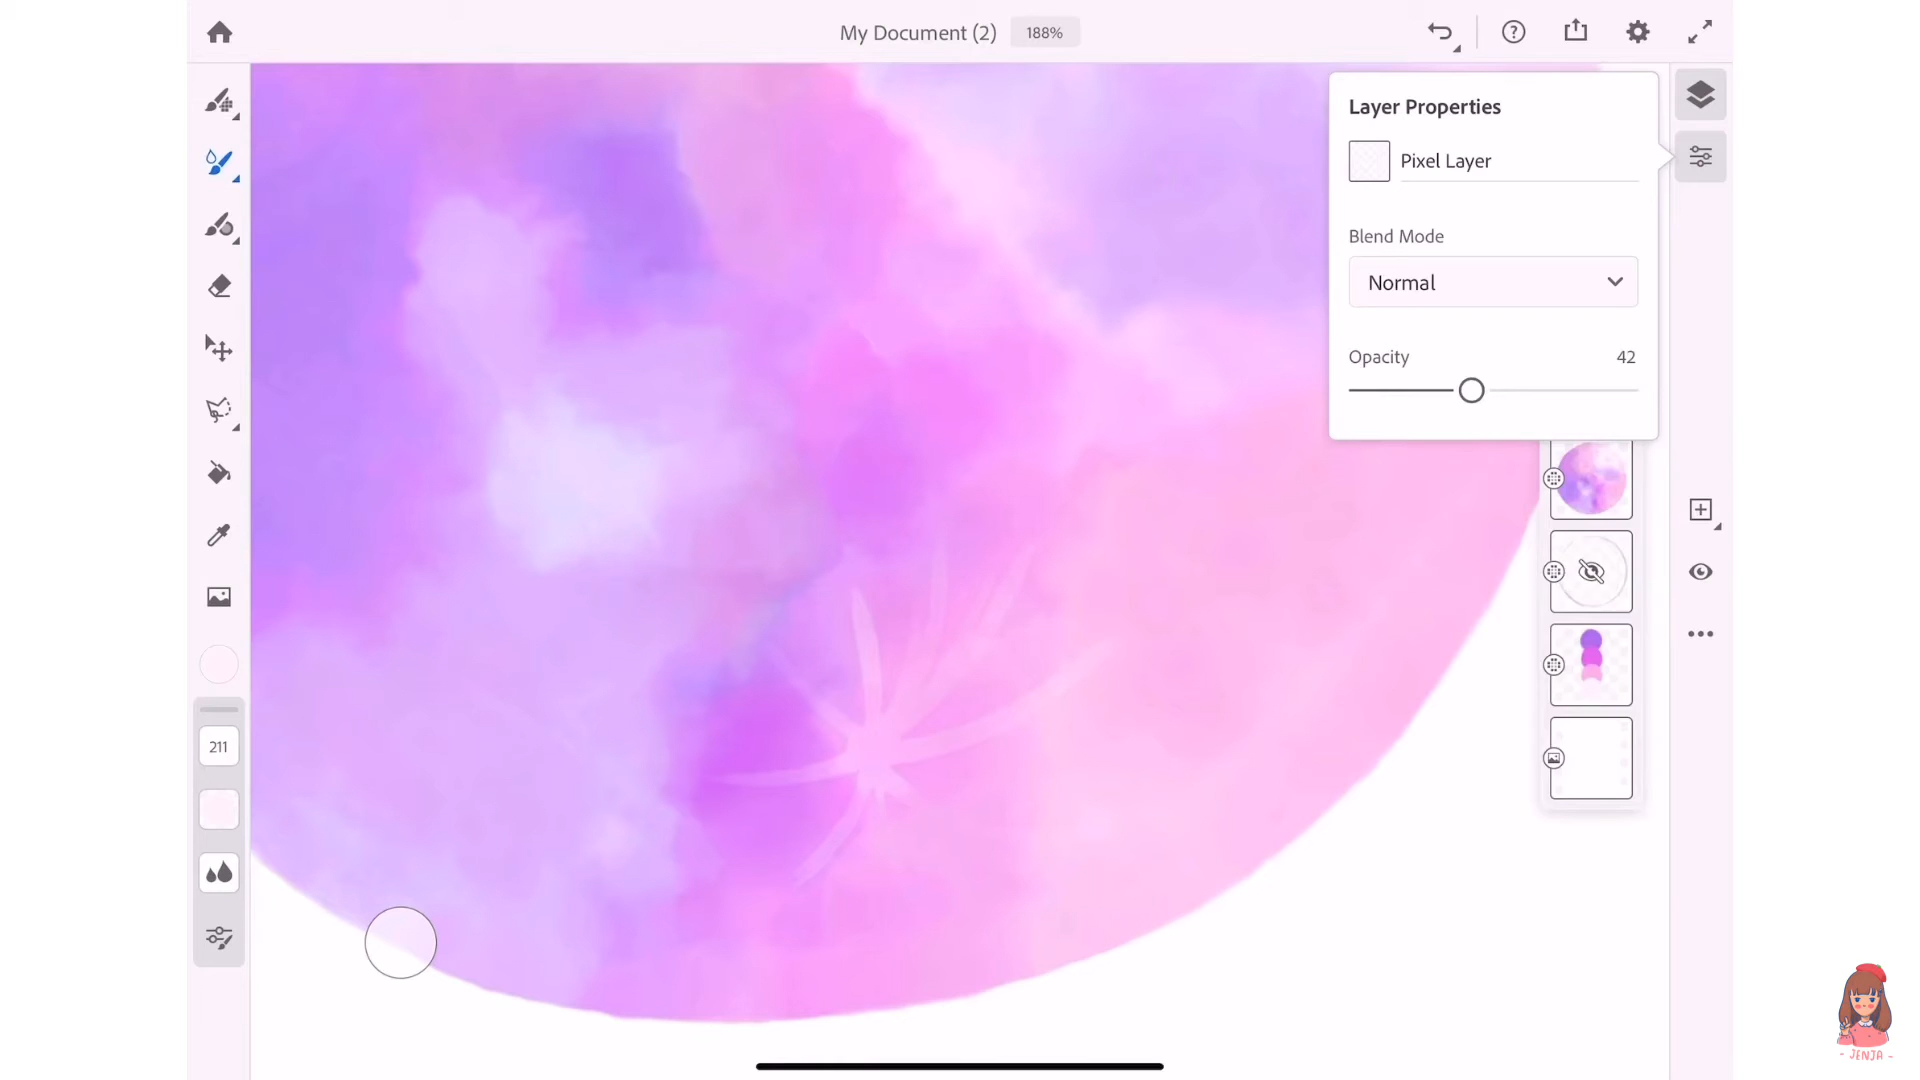 My Document (2)
188%
Layer Properties
Pixel Layer
Blend Mode
Normal
Opacity
42
211
- JENJA -